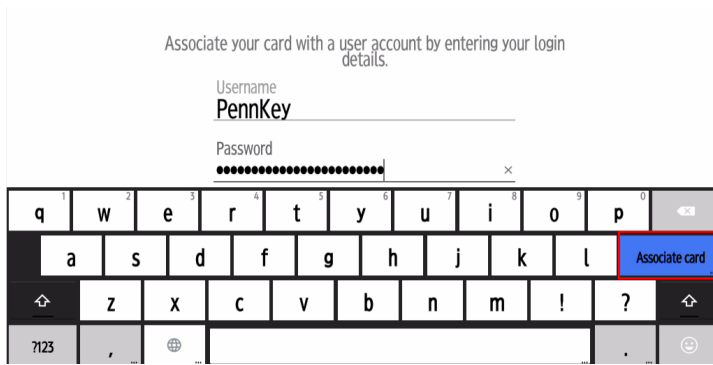 Associate your card with a user account by entering your login
details.
Username
PennKey
Password
••••••••••••••••••••••••
q 1 w 2 e 3 r 4 t 5 y 6 u 7 i 8 o 9 p 0
a s d f g h j k l Associate card
z x c v b n m ! ?
?123 , ... ... ... . ...